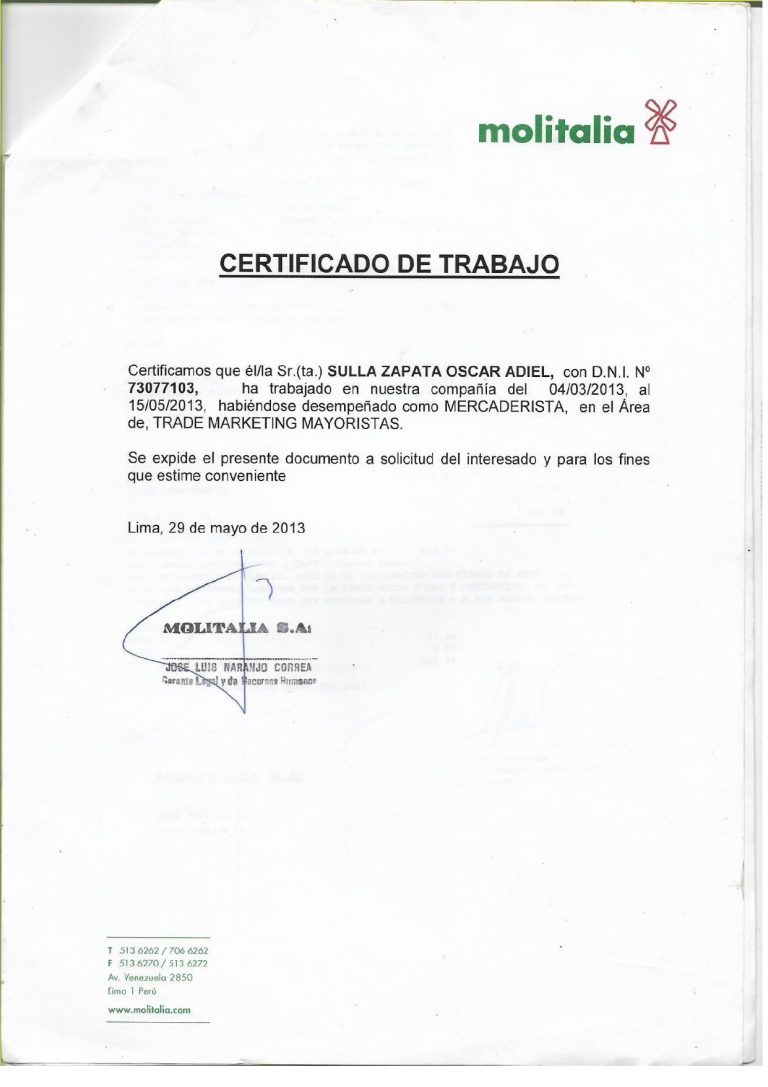 molitalia
CERTIFICADO DE TRABAJO
Certificamos que él/la Sr.(ta.) SULLA ZAPATA OSCAR ADIEL, con D.N.I. Nº
73077103, ha trabajado en nuestra compañía del 04/03/2013, al
15/05/2013, habiéndose desempeñado como MERCADERISTA, en el Área
de, TRADE MARKETING MAYORISTAS.
Se expide el presente documento a solicitud del interesado y para los fines
que estime conveniente
Lima, 29 de mayo de 2013
MOLITALIA S.A.
JOSE LUIS NARANJO CORREA
Gerente Legal y de Recursos Humanos
T 513 6262 / 706 6262
F 513 6270 / 513 6272
Av. Venezuela 2850
Lima 1 Perú
www.molitalia.com